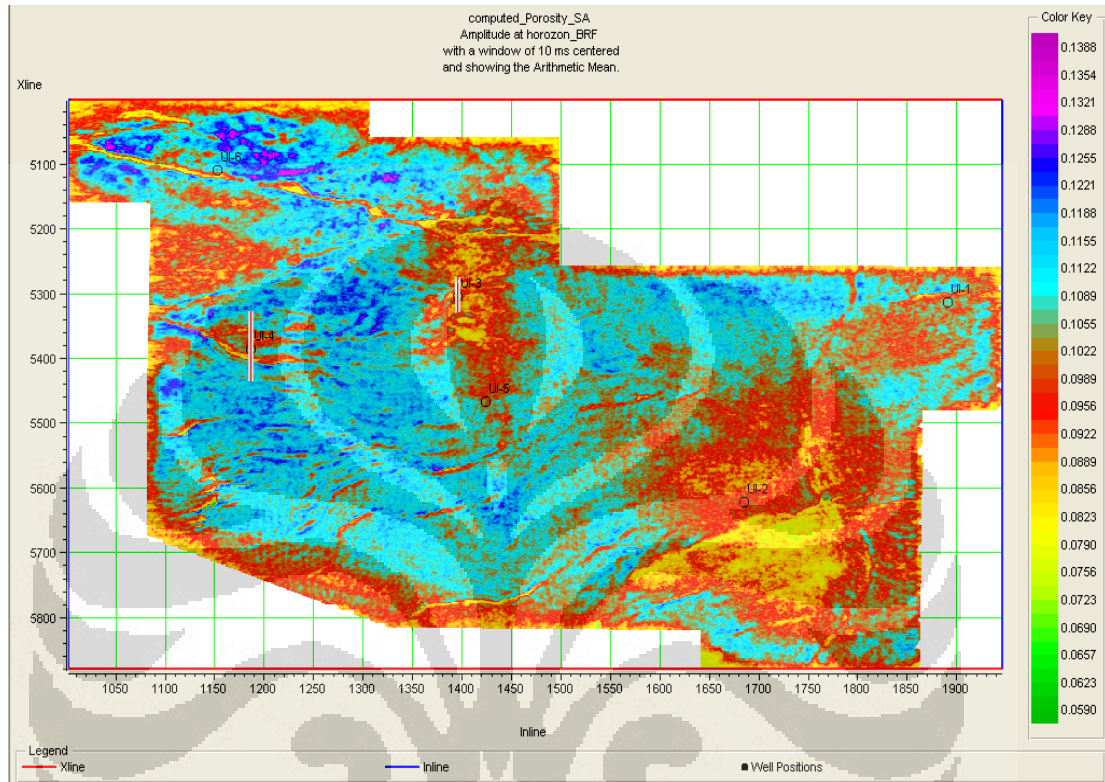 computed_Porosity_SA
Amplitude at horozon_BRF
with a window of 10 ms centered
and showing the Arithmetic Mean.
Color Key
Xline
0.1388
0.1354
0.1321
0.1288
0.1255
0.1221
0.1188
0.1155
0.1122
0.1089
0.1055
0.1022
0.0989
0.0956
0.0922
0.0889
0.0856
0.0823
0.0790
0.0756
0.0723
0.0690
0.0657
0.0623
0.0590
5100
5200
5300
5400
5500
5600
5700
5800
UI-6
UI-3
UI-1
UI-4
UI-5
UI-2
1050 1100 1150 1200 1250 1300 1350 1400 1450 1500 1550 1600 1650 1700 1750 1800 1850 1900
Inline
Legend
Xline Inline Well Positions